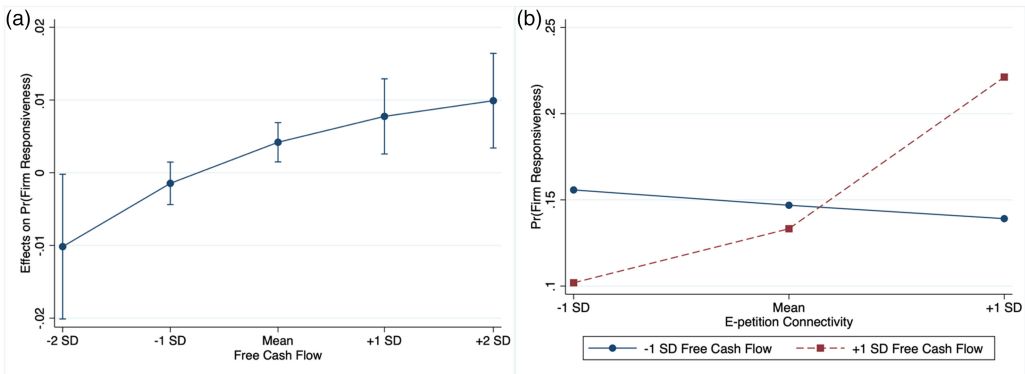 (a)
Effects on Pr(Firm Responsiveness)
.02
.01
0
-.01
-.02
-2 SD
-1 SD
Mean
+1 SD
+2 SD
Free Cash Flow
(b)
Pr(Firm Responsiveness)
.25
.2
.15
.1
-1 SD
Mean
+1 SD
E-petition Connectivity
-1 SD Free Cash Flow
+1 SD Free Cash Flow